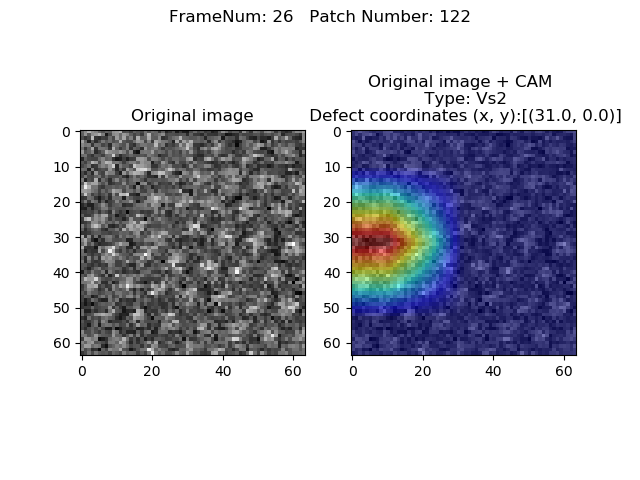 FrameNum: 26   Patch Number: 122
Original image
Original image + CAM
Type: Vs2
Defect coordinates (x, y):[(31.0, 0.0)]
0
10
20
30
40
50
60
0 20 40 60
0
10
20
30
40
50
60
0 20 40 60